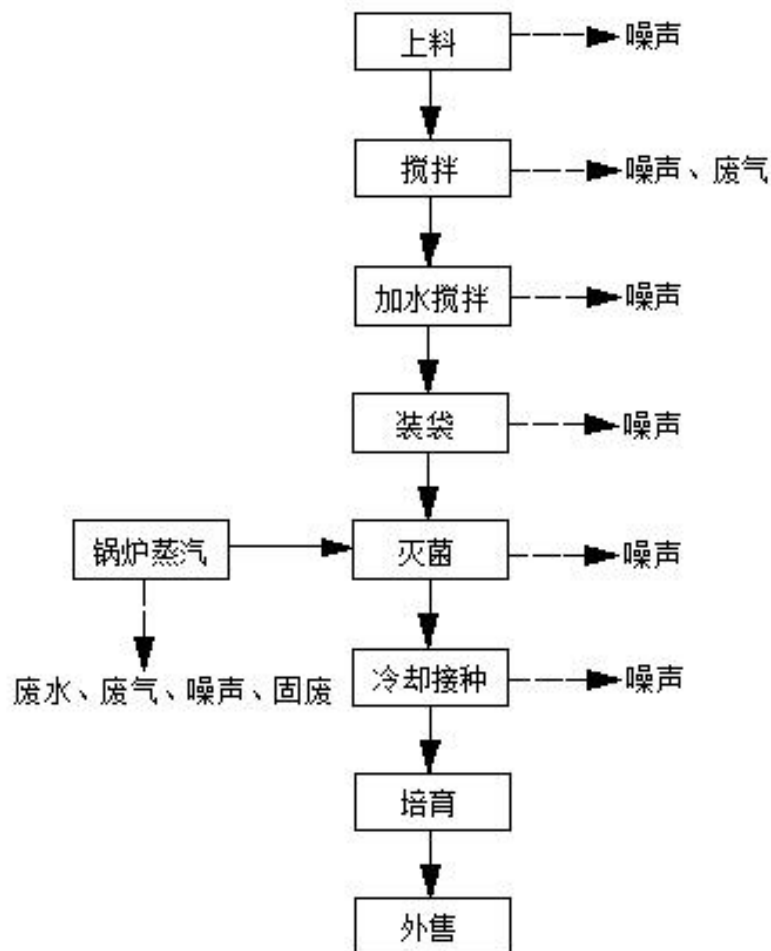 上料 噪声
搅拌 噪声、废气
加水搅拌 噪声
装袋 噪声
锅炉蒸汽 灭菌 噪声
废水、废气、噪声、固废 冷却接种 噪声
培育
外售